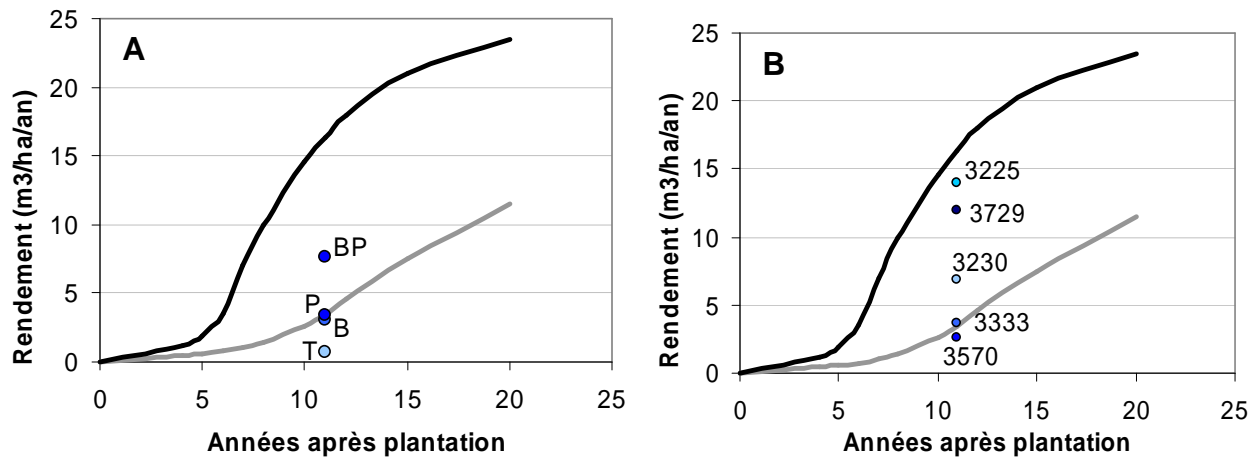 A
Rendement (m3/ha/an)
25
20
15
10
5
0
BP
P
B
T
0 5 10 15 20 25
Années après plantation
B
Rendement (m3/ha/an)
25
20
15
10
5
0
3225
3729
3230
3333
3570
0 5 10 15 20 25
Années après plantation